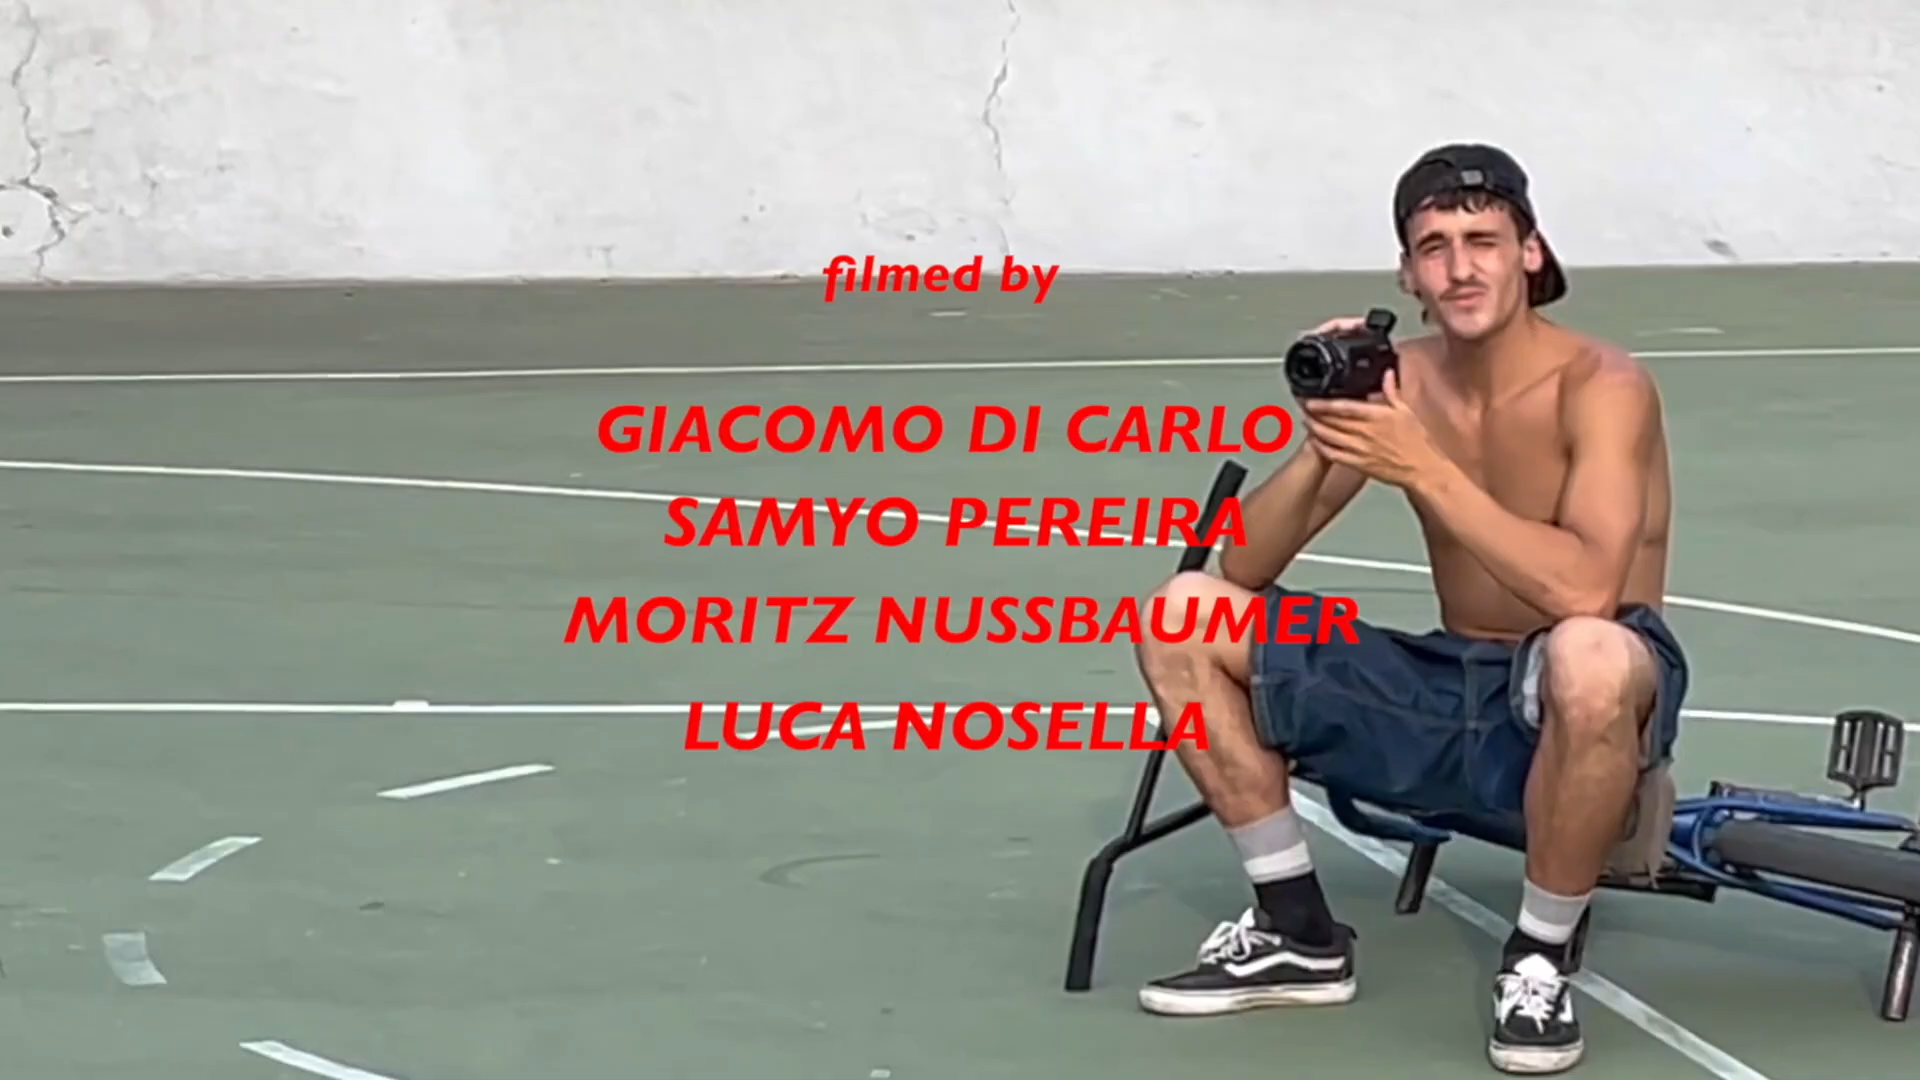 filmed by
GIACOMO DI CARLO
SAMYO PEREIRA
MORITZ NUSSBAUMER
LUCA NOSELLA